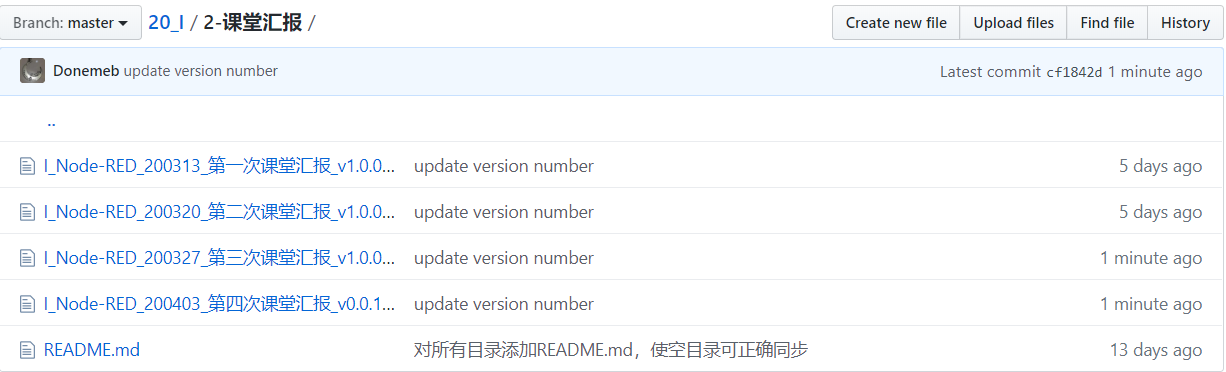 Branch: master 20_I / 2-课堂汇报 / Create new file Upload files Find file History
Donemeb update version number Latest commit cf1842d 1 minute ago
..
I_Node-RED_200313_第一次课堂汇报_v1.0.0... update version number 5 days ago
I_Node-RED_200320_第二次课堂汇报_v1.0.0... update version number 5 days ago
I_Node-RED_200327_第三次课堂汇报_v1.0.0... update version number 1 minute ago
I_Node-RED_200403_第四次课堂汇报_v0.0.1... update version number 1 minute ago
README.md 对所有目录添加README.md，使空目录可正确同步 13 days ago